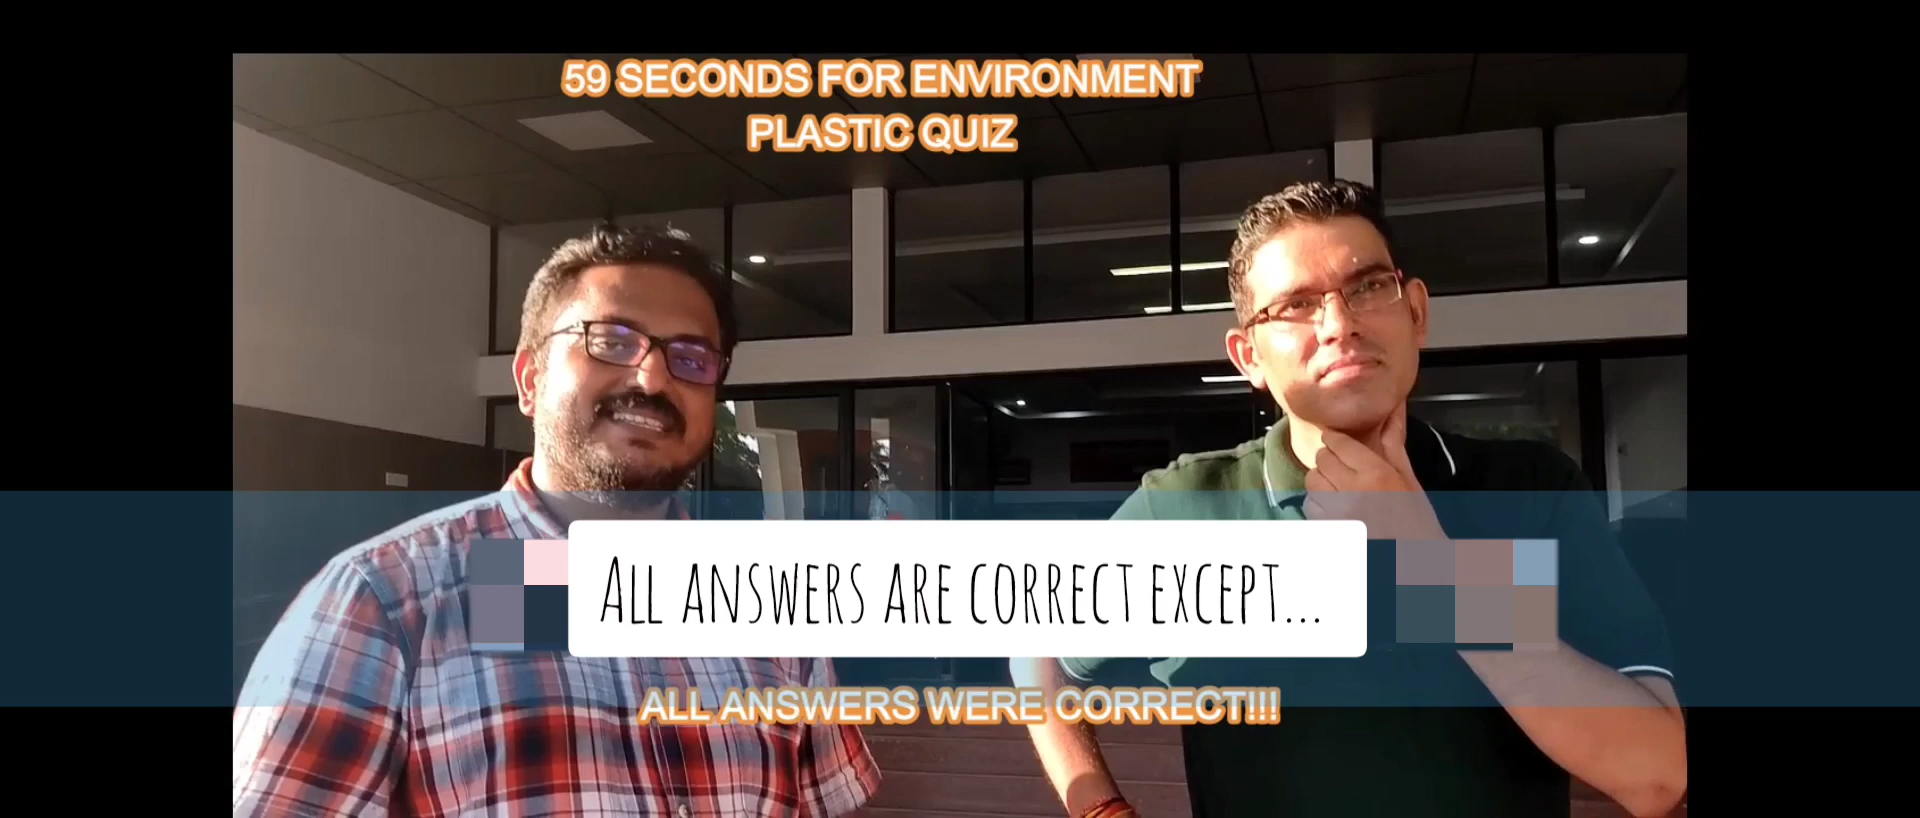 59 SECONDS FOR ENVIRONMENT
PLASTIC QUIZ
ALL ANSWERS ARE CORRECT EXCEPT...
ALL ANSWERS WERE CORRECT!!!